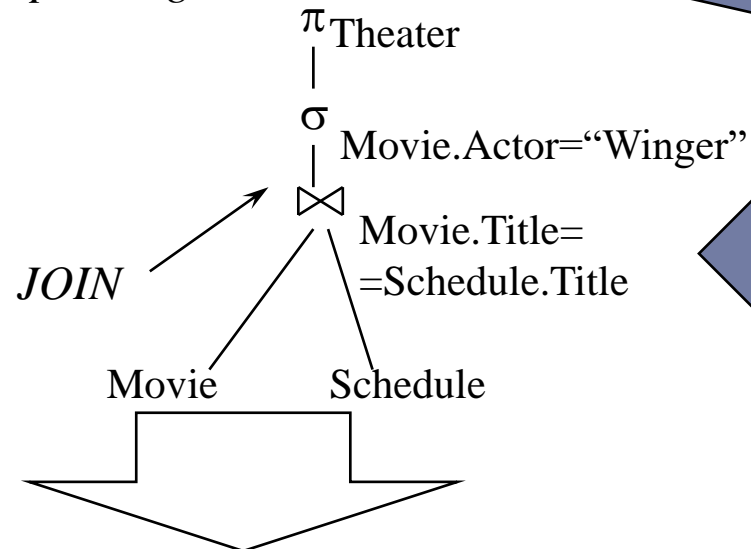 π Theater
σ
Movie.Actor="Winger"
⋈
Movie.Title=
=Schedule.Title
JOIN
Movie Schedule